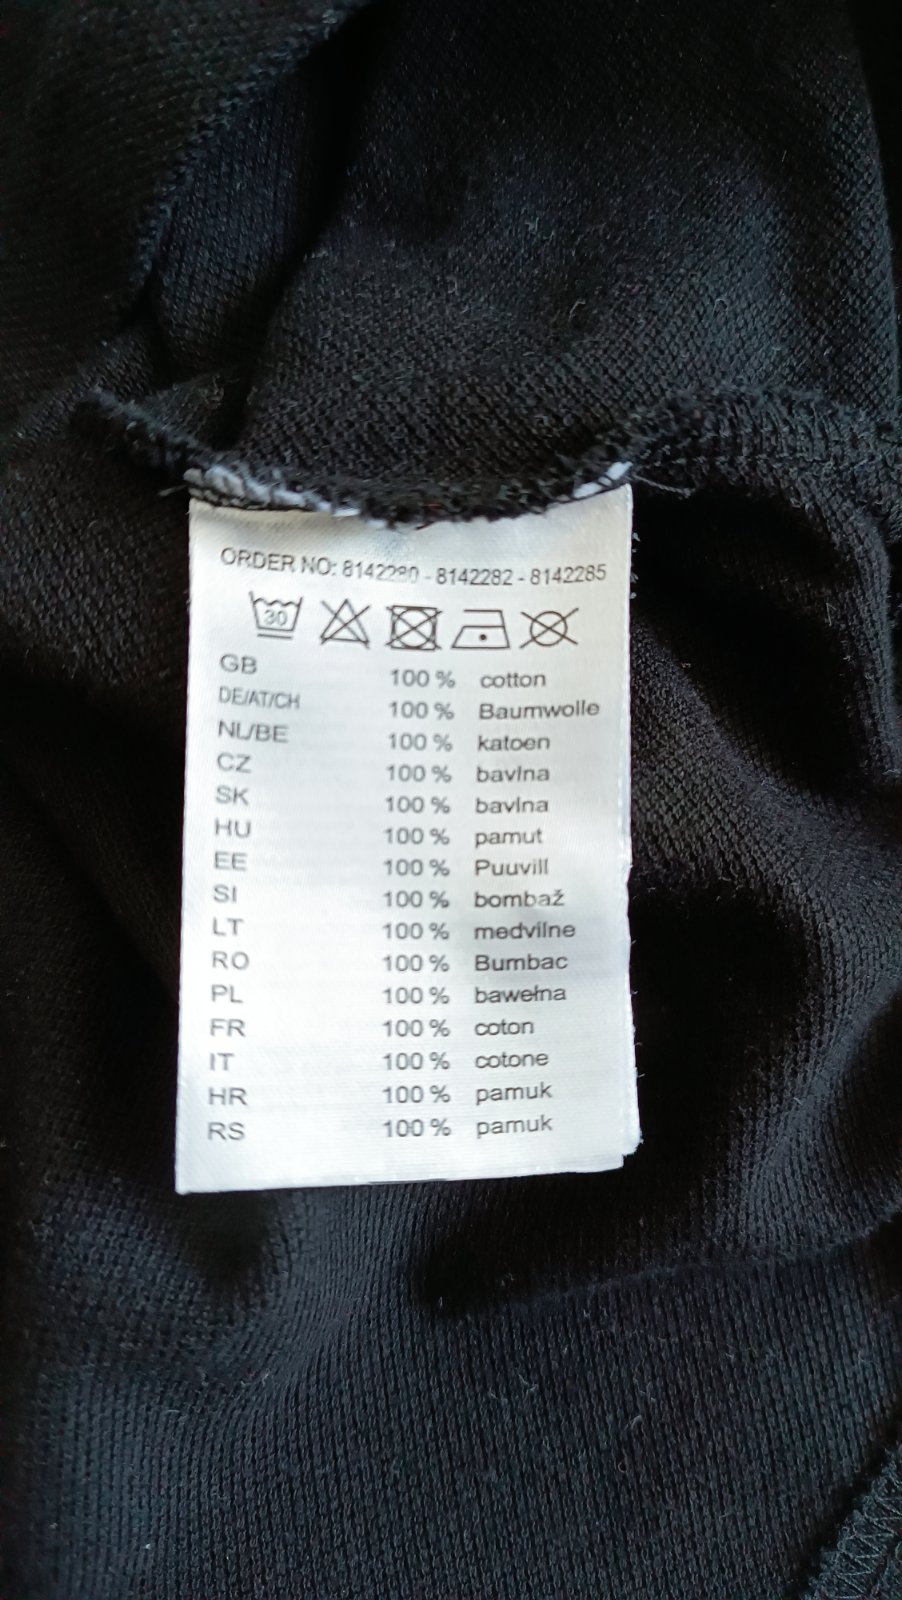 ORDER NO: 8142280 - 8142282 - 8142285
30
GB 100 % cotton
DE/AT/CH 100 % Baumwolle
NL/BE 100 % katoen
CZ 100 % bavlna
SK 100 % bavlna
HU 100 % pamut
EE 100 % Puuvill
SI 100 % bombaž
LT 100 % medvilne
RO 100 % Bumbac
PL 100 % bawełna
FR 100 % coton
IT 100 % cotone
HR 100 % pamuk
RS 100 % pamuk